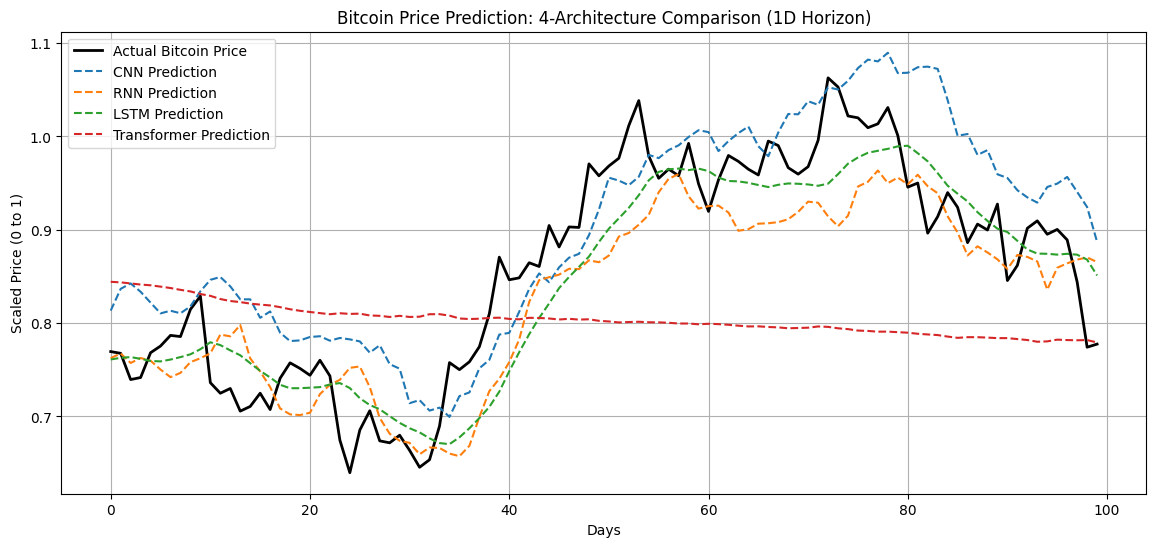 Bitcoin Price Prediction: 4-Architecture Comparison (1D Horizon)
Actual Bitcoin Price
CNN Prediction
RNN Prediction
LSTM Prediction
Transformer Prediction
Scaled Price (0 to 1)
1.1
1.0
0.9
0.8
0.7
0 20 40 60 80 100
Days